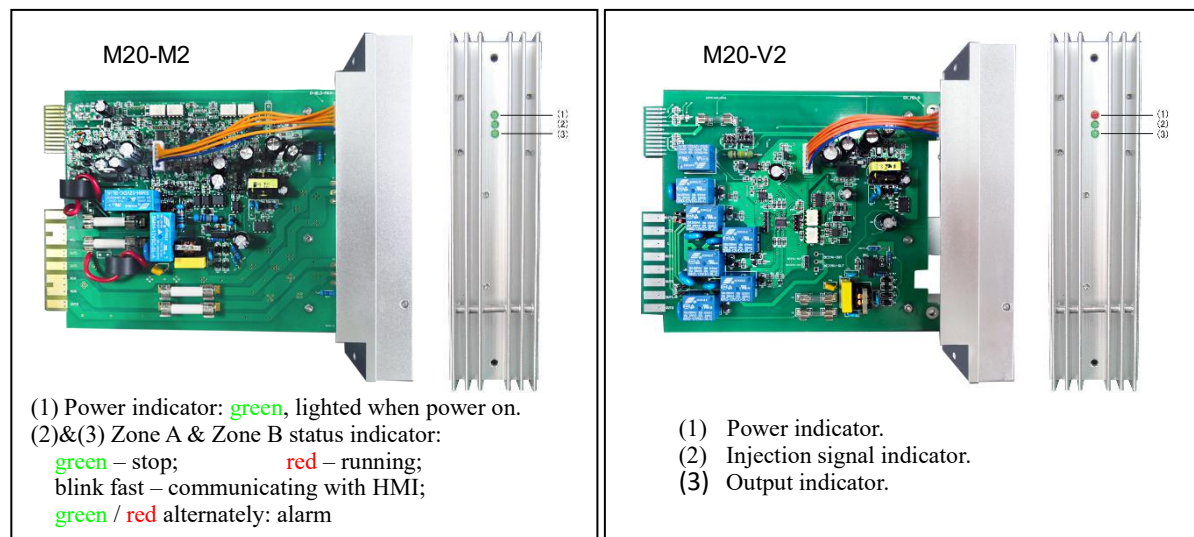 M20-M2
(1)
(2)
(3)
(1) Power indicator: green, lighted when power on.
(2)&(3) Zone A & Zone B status indicator:
green – stop; red – running;
blink fast – communicating with HMI;
green / red alternately: alarm
M20-V2
(1)
(2)
(3)
(1) Power indicator.
(2) Injection signal indicator.
(3) Output indicator.